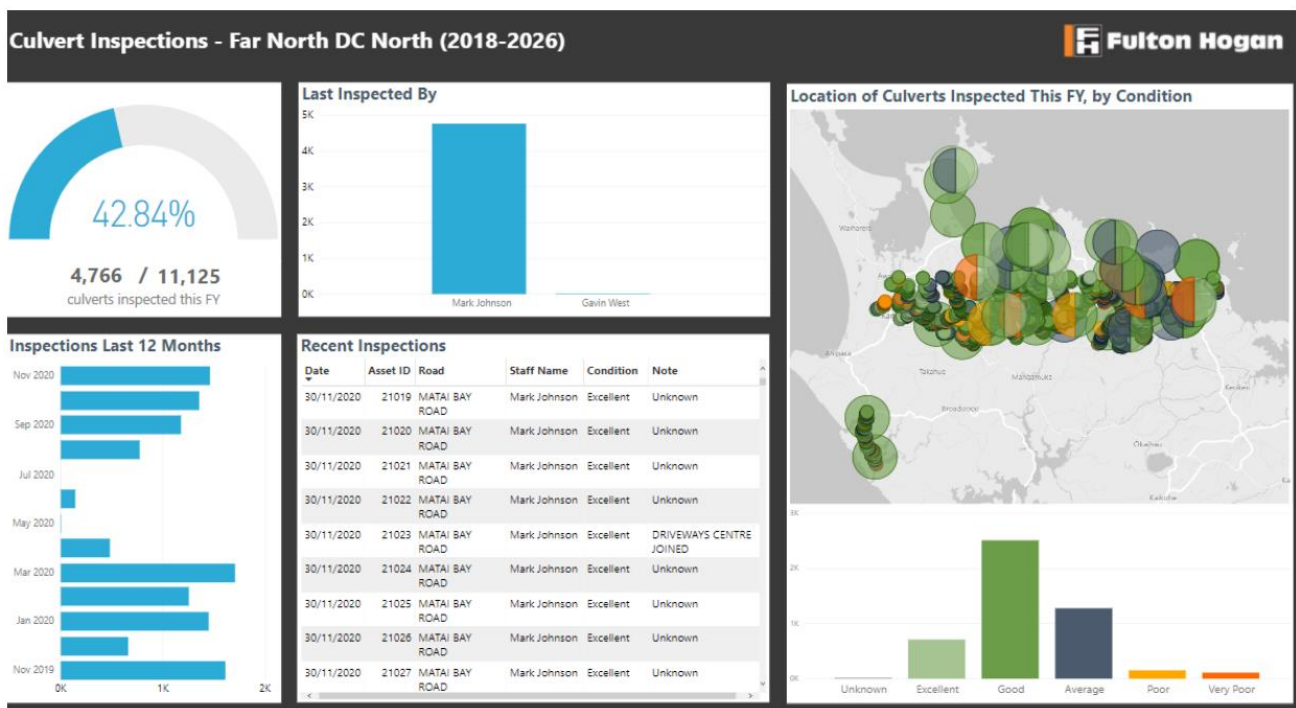 Culvert Inspections - Far North DC North (2018-2026)
Fulton Hogan
42.84%
4,766 / 11,125
culverts inspected this FY
Last Inspected By
5K
4K
3K
2K
1K
0K
Mark Johnson
Gavin West
Inspections Last 12 Months
Nov 2020
Sep 2020
Jul 2020
May 2020
Mar 2020
Jan 2020
Nov 2019
0K 1K 2K
Recent Inspections
Date Asset ID Road Staff Name Condition Note
30/11/2020 21019 MATAI BAY Mark Johnson Excellent Unknown
ROAD
30/11/2020 21020 MATAI BAY Mark Johnson Excellent Unknown
ROAD
30/11/2020 21021 MATAI BAY Mark Johnson Excellent Unknown
ROAD
30/11/2020 21022 MATAI BAY Mark Johnson Excellent Unknown
ROAD
30/11/2020 21023 MATAI BAY Mark Johnson Excellent DRIVEWAYS CENTRE
ROAD JOINED
30/11/2020 21024 MATAI BAY Mark Johnson Excellent Unknown
ROAD
30/11/2020 21025 MATAI BAY Mark Johnson Excellent Unknown
ROAD
30/11/2020 21026 MATAI BAY Mark Johnson Excellent Unknown
ROAD
30/11/2020 21027 MATAI BAY Mark Johnson Excellent Unknown
ROAD
Location of Culverts Inspected This FY, by Condition
Ahipara
Takahue
Mangamuka
Broadwood
Okaihau
Kerikeri
Kaikohe
3K
2K
1K
0K
Unknown Excellent Good Average Poor Very Poor